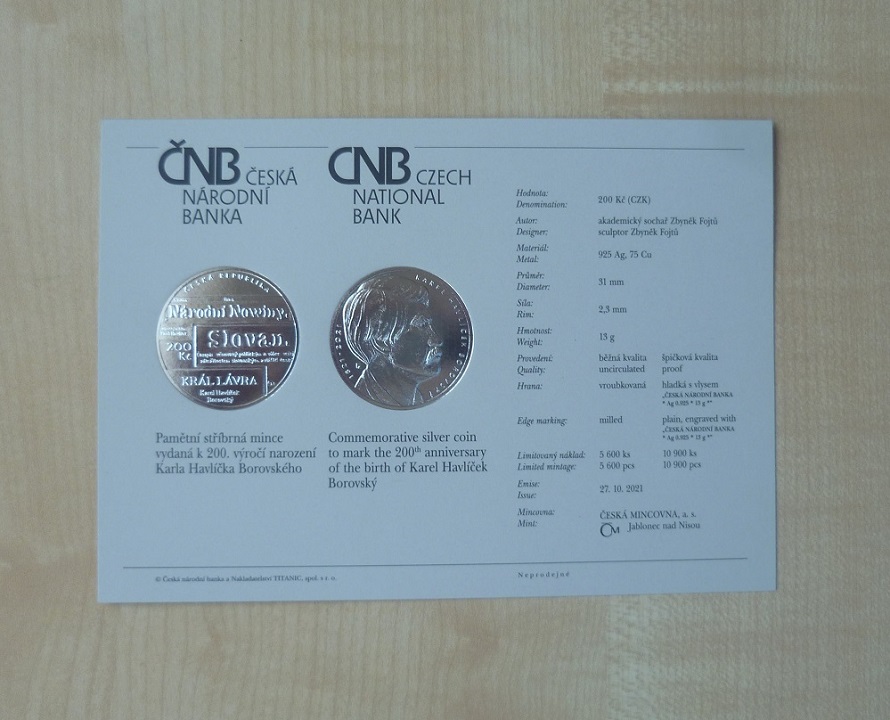 ČNB ČESKÁ
NÁRODNÍ
BANKA
CNB CZECH
NATIONAL
BANK
ČESKÁ REPUBLIKA
Národní Nowiny.
Slovan.
200
Kč
KRÁL LÁVRA
Karel Havlíček
Borovský
KAREL HAVLÍČEK BOROVSKÝ
1821-2021
Pamětní stříbrná mince
vydaná k 200. výročí narození
Karla Havlíčka Borovského
Commemorative silver coin
to mark the 200th anniversary
of the birth of Karel Havlíček
Borovský
Hodnota:
Denomination: 200 Kč (CZK)
Autor: akademický sochař Zbyněk Fojtů
Designer: sculptor Zbyněk Fojtů
Materiál:
Metal: 925 Ag, 75 Cu
Průměr:
Diameter: 31 mm
Síla:
Rim: 2,3 mm
Hmotnost:
Weight: 13 g
Provedení: běžná kvalita špičková kvalita
Quality: uncirculated proof
Hrana: vroubkovaná hladká s vlysem
„ČESKÁ NÁRODNÍ BANKA
* Ag 0.925 * 13 g *"
Edge marking: milled plain, engraved with
„ČESKÁ NÁRODNÍ BANKA
* Ag 0.925 * 13 g *"
Limitovaný náklad: 5 600 ks 10 900 ks
Limited mintage: 5 600 pcs 10 900 pcs
Emise:
Issue: 27. 10. 2021
Mincovna: ČESKÁ MINCOVNA, a. s.
Mint: ČM Jablonec nad Nisou
© Česká národní banka a Nakladatelství TITANIC, spol. s r. o.
Neprodejné